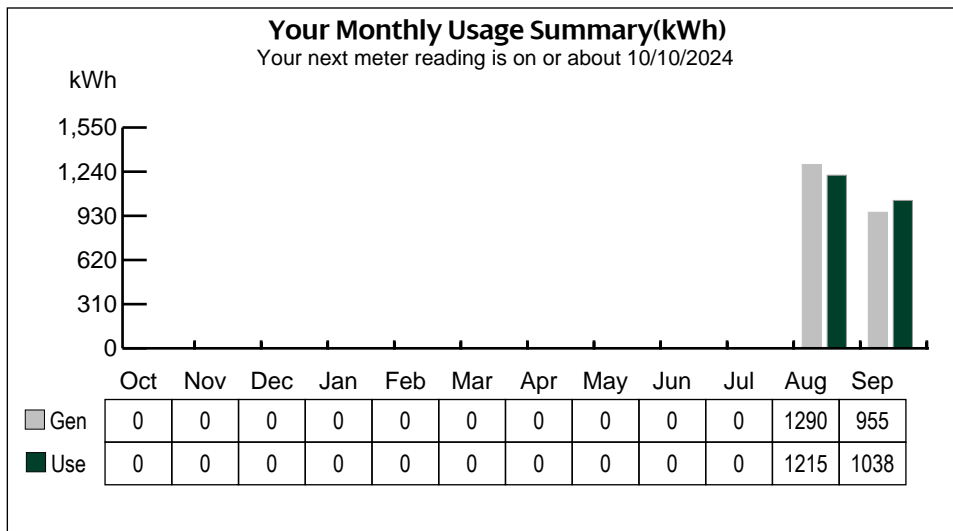 Your Monthly Usage Summary(kWh)
Your next meter reading is on or about 10/10/2024
kWh
1,550
1,240
930
620
310
0
Oct Nov Dec Jan Feb Mar Apr May Jun Jul Aug Sep
Gen 0 0 0 0 0 0 0 0 0 0 1290 955
Use 0 0 0 0 0 0 0 0 0 0 1215 1038